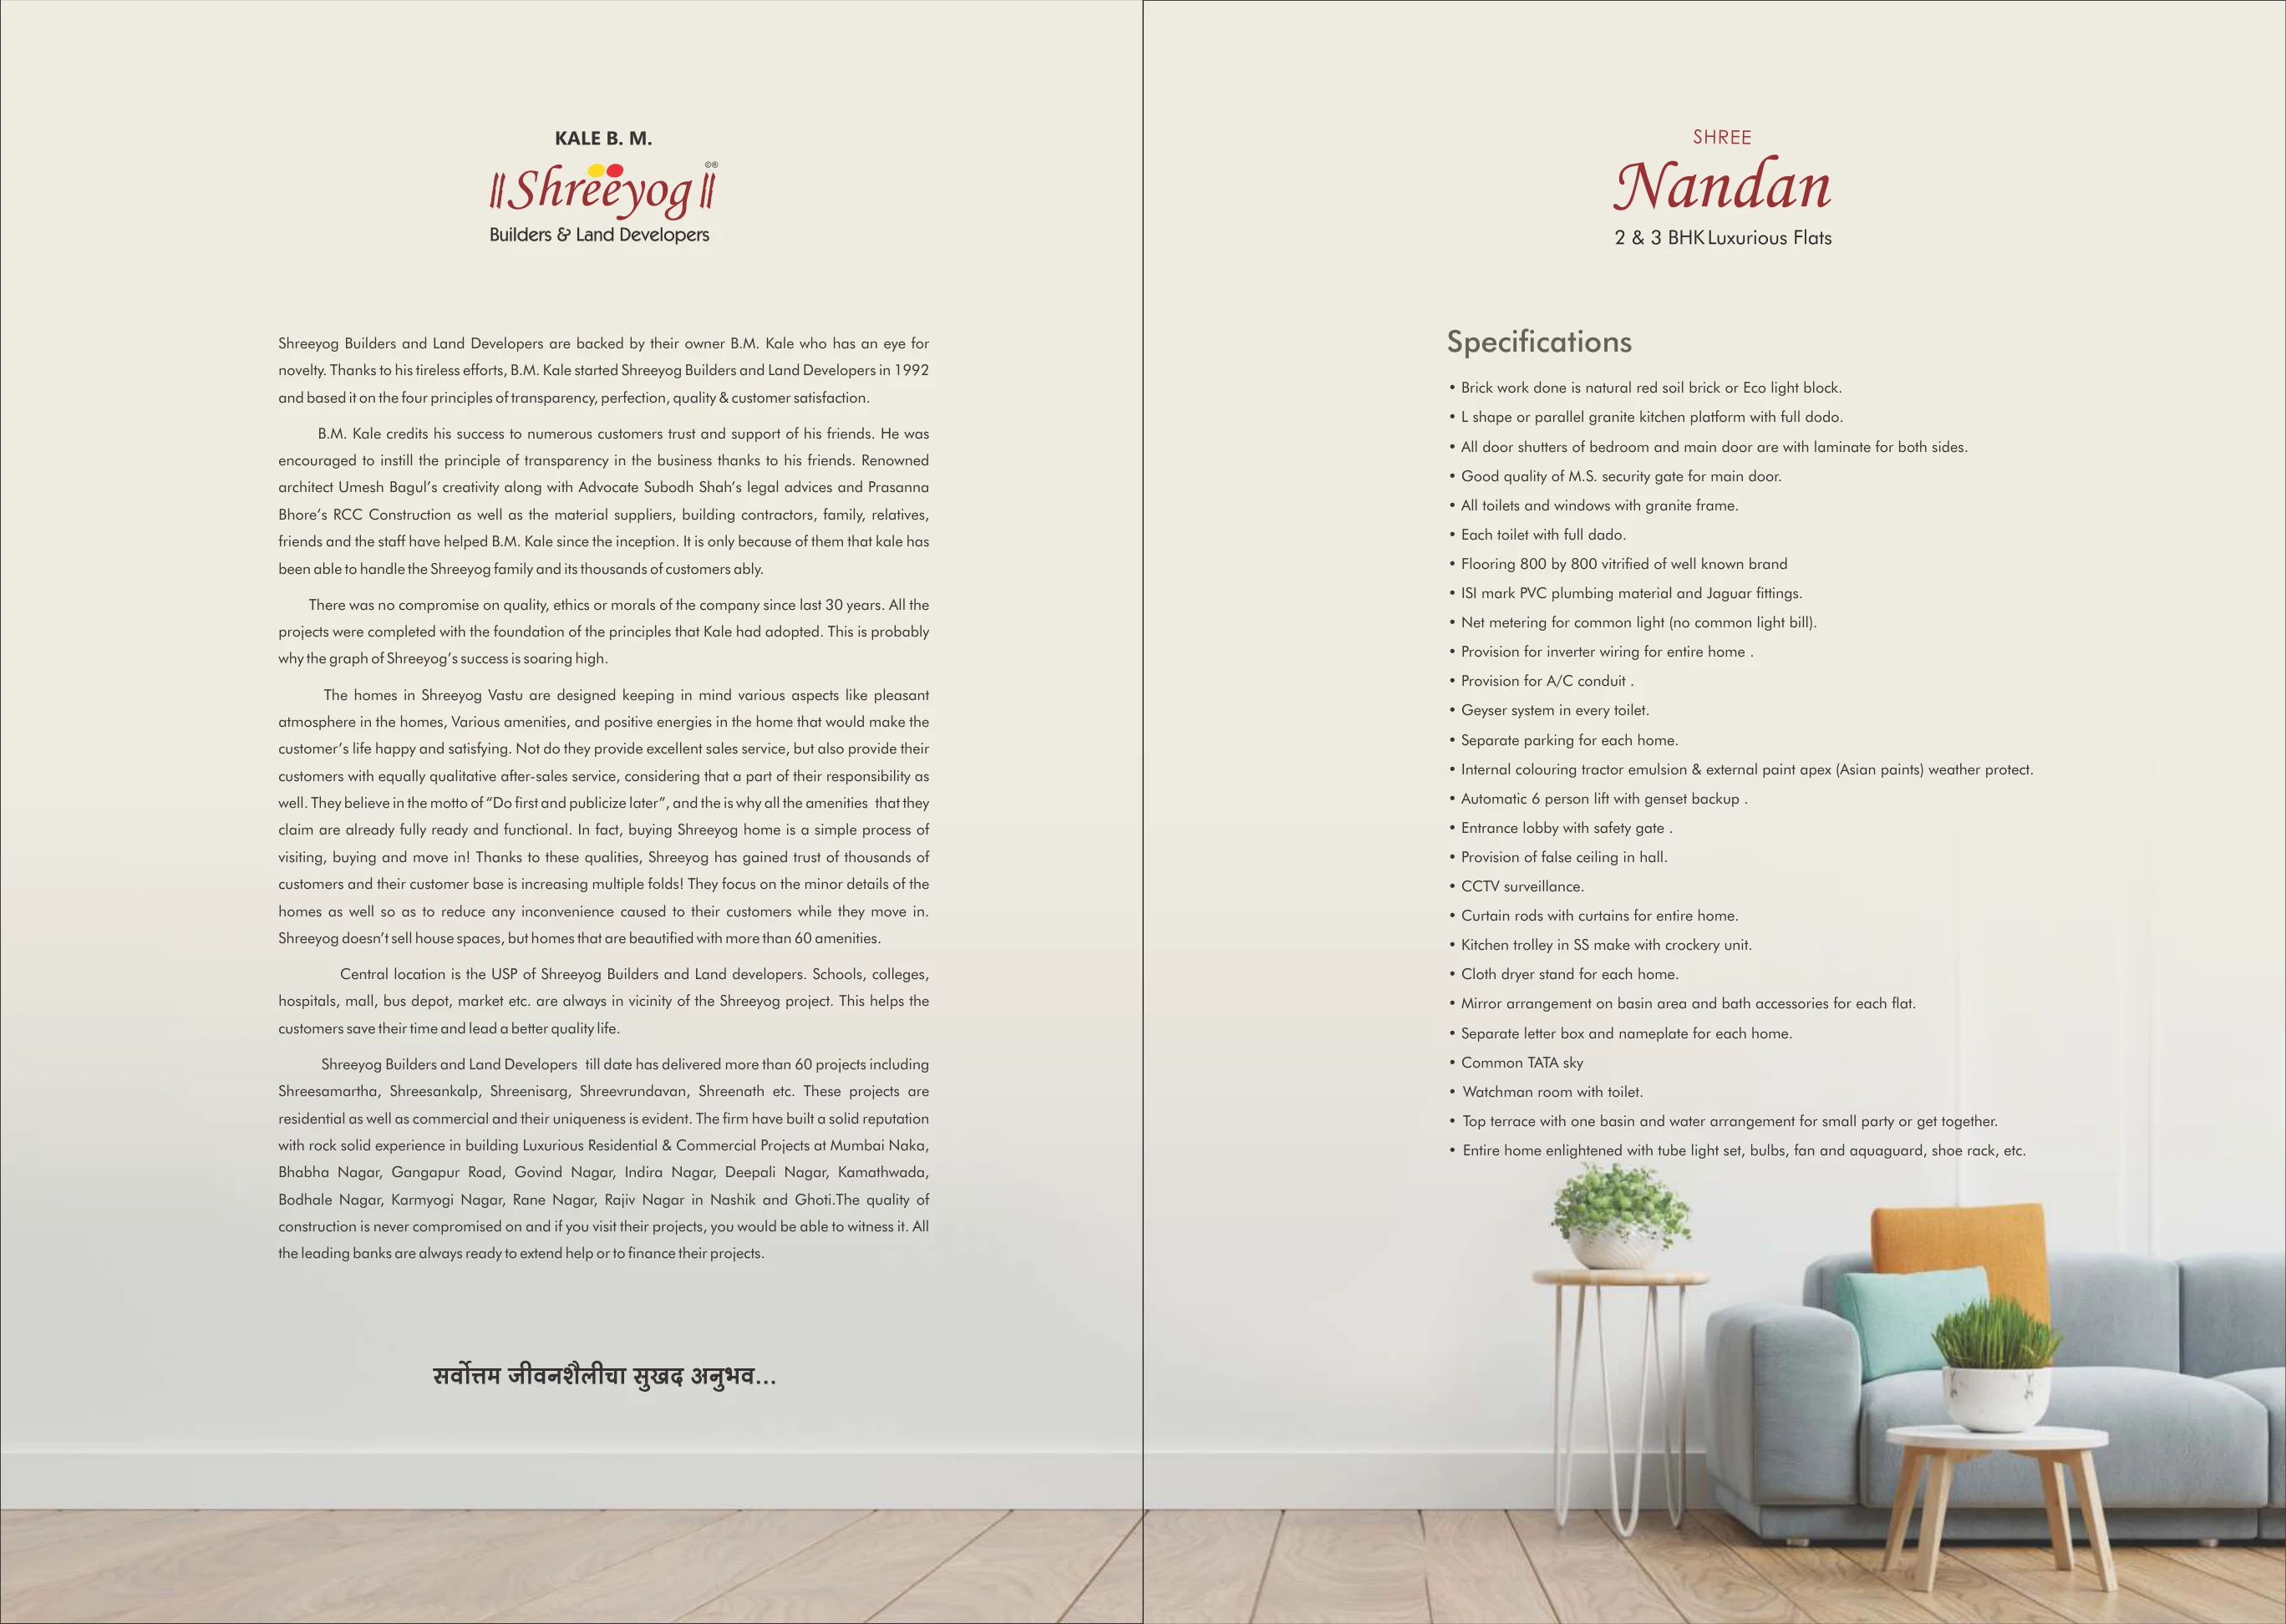 KALE B. M.
॥Shreeyog॥ ©®
Builders & Land Developers
Shreeyog Builders and Land Developers are backed by their owner B.M. Kale who has an eye for
novelty. Thanks to his tireless efforts, B.M. Kale started Shreeyog Builders and Land Developers in 1992
and based it on the four principles of transparency, perfection, quality & customer satisfaction.
B.M. Kale credits his success to numerous customers trust and support of his friends. He was
encouraged to instill the principle of transparency in the business thanks to his friends. Renowned
architect Umesh Bagul's creativity along with Advocate Subodh Shah's legal advices and Prasanna
Bhore's RCC Construction as well as the material suppliers, building contractors, family, relatives,
friends and the staff have helped B.M. Kale since the inception. It is only because of them that kale has
been able to handle the Shreeyog family and its thousands of customers ably.
There was no compromise on quality, ethics or morals of the company since last 30 years. All the
projects were completed with the foundation of the principles that Kale had adopted. This is probably
why the graph of Shreeyog's success is soaring high.
The homes in Shreeyog Vastu are designed keeping in mind various aspects like pleasant
atmosphere in the homes, Various amenities, and positive energies in the home that would make the
customer's life happy and satisfying. Not do they provide excellent sales service, but also provide their
customers with equally qualitative after-sales service, considering that a part of their responsibility as
well. They believe in the motto of “Do first and publicize later”, and the is why all the amenities that they
claim are already fully ready and functional. In fact, buying Shreeyog home is a simple process of
visiting, buying and move in! Thanks to these qualities, Shreeyog has gained trust of thousands of
customers and their customer base is increasing multiple folds! They focus on the minor details of the
homes as well so as to reduce any inconvenience caused to their customers while they move in.
Shreeyog doesn't sell house spaces, but homes that are beautified with more than 60 amenities.
Central location is the USP of Shreeyog Builders and Land developers. Schools, colleges,
hospitals, mall, bus depot, market etc. are always in vicinity of the Shreeyog project. This helps the
customers save their time and lead a better quality life.
Shreeyog Builders and Land Developers till date has delivered more than 60 projects including
Shreesamartha, Shreesankalp, Shreenisarg, Shreevrundavan, Shreenath etc. These projects are
residential as well as commercial and their uniqueness is evident. The firm have built a solid reputation
with rock solid experience in building Luxurious Residential & Commercial Projects at Mumbai Naka,
Bhabha Nagar, Gangapur Road, Govind Nagar, Indira Nagar, Deepali Nagar, Kamathwada,
Bodhale Nagar, Karmyogi Nagar, Rane Nagar, Rajiv Nagar in Nashik and Ghoti.The quality of
construction is never compromised on and if you visit their projects, you would be able to witness it. All
the leading banks are always ready to extend help or to finance their projects.
सर्वोत्तम जीवनशैलीचा सुखद अनुभव...
SHREE
Nandan
2 & 3 BHK Luxurious Flats
Specifications
• Brick work done is natural red soil brick or Eco light block.
• L shape or parallel granite kitchen platform with full dodo.
• All door shutters of bedroom and main door are with laminate for both sides.
• Good quality of M.S. security gate for main door.
• All toilets and windows with granite frame.
• Each toilet with full dado.
• Flooring 800 by 800 vitrified of well known brand
• ISI mark PVC plumbing material and Jaguar fittings.
• Net metering for common light (no common light bill).
• Provision for inverter wiring for entire home .
• Provision for A/C conduit .
• Geyser system in every toilet.
• Separate parking for each home.
• Internal colouring tractor emulsion & external paint apex (Asian paints) weather protect.
• Automatic 6 person lift with genset backup .
• Entrance lobby with safety gate .
• Provision of false ceiling in hall.
• CCTV surveillance.
• Curtain rods with curtains for entire home.
• Kitchen trolley in SS make with crockery unit.
• Cloth dryer stand for each home.
• Mirror arrangement on basin area and bath accessories for each flat.
• Separate letter box and nameplate for each home.
• Common TATA sky
• Watchman room with toilet.
• Top terrace with one basin and water arrangement for small party or get together.
• Entire home enlightened with tube light set, bulbs, fan and aquaguard, shoe rack, etc.